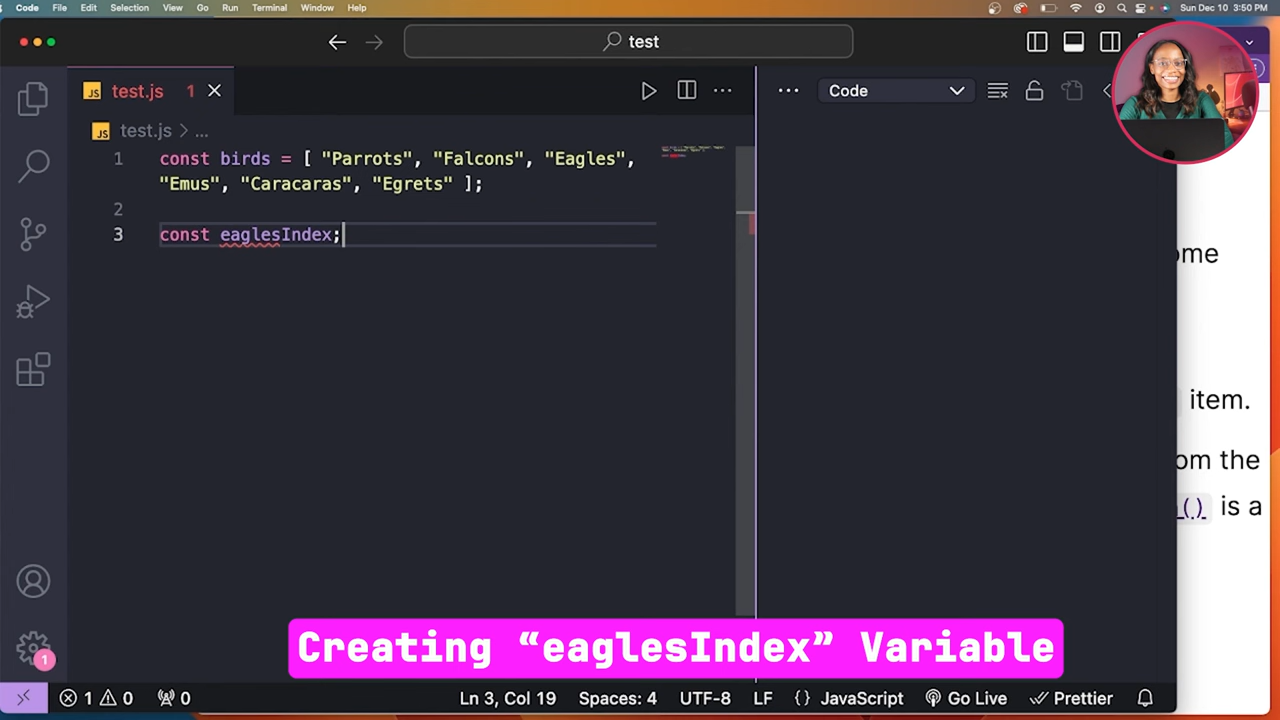 Code File Edit Selection View Go Run Terminal Window Help Sun Dec 10 3:50 PM
test
test.js 1
Code
test.js > ...
1 const birds = [ "Parrots", "Falcons", "Eagles",
"Emus", "Caracaras", "Egrets" ];
2
3 const eaglesIndex;
ome
item.
om the
() is a
1
Creating “eaglesIndex” Variable
1 0 0 Ln 3, Col 19 Spaces: 4 UTF-8 LF {} JavaScript Go Live Prettier